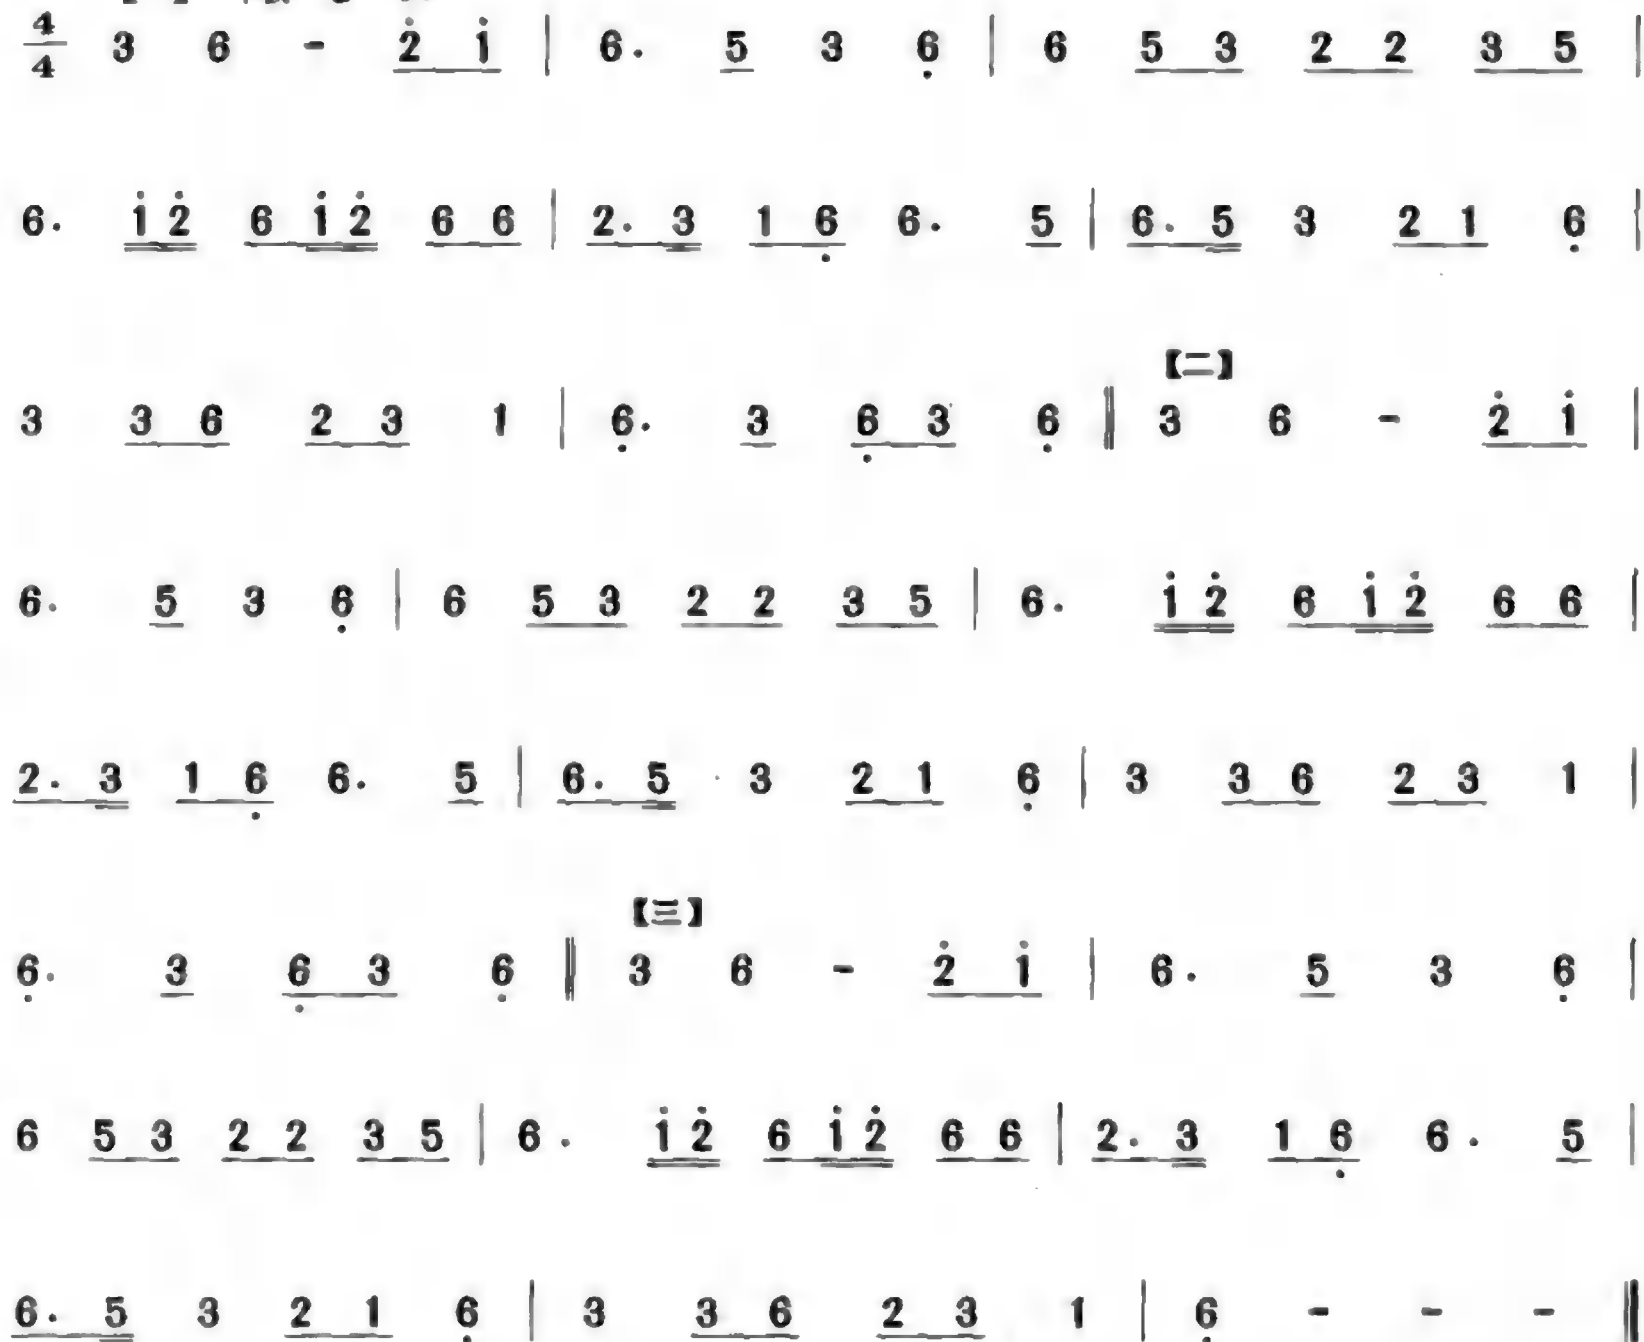 4/4 3 6 - 2̇ 1̇ | 6. 5 3 6̣ | 6 5 3 2 2 3 5 |
6. 1̇ 2̇ 6 1̇ 2̇ 6 6 | 2. 3 1 6̣ 6. 5 | 6. 5 3 2 1 6̣ |
【二】
3 3 6 2 3 1 | 6̣. 3 6̣ 3 6̣ ‖ 3 6 - 2̇ 1̇ |
6. 5 3 6̣ | 6 5 3 2 2 3 5 | 6. 1̇ 2̇ 6 1̇ 2̇ 6 6 |
2. 3 1 6̣ 6. 5 | 6. 5 3 2 1 6̣ | 3 3 6 2 3 1 |
【三】
6̣. 3 6̣ 3 6̣ ‖ 3 6 - 2̇ 1̇ | 6. 5 3 6̣ |
6 5 3 2 2 3 5 | 6. 1̇ 2̇ 6 1̇ 2̇ 6 6 | 2. 3 1 6̣ 6. 5 |
6. 5 3 2 1 6̣ | 3 3 6 2 3 1 | 6̣ - - - ‖